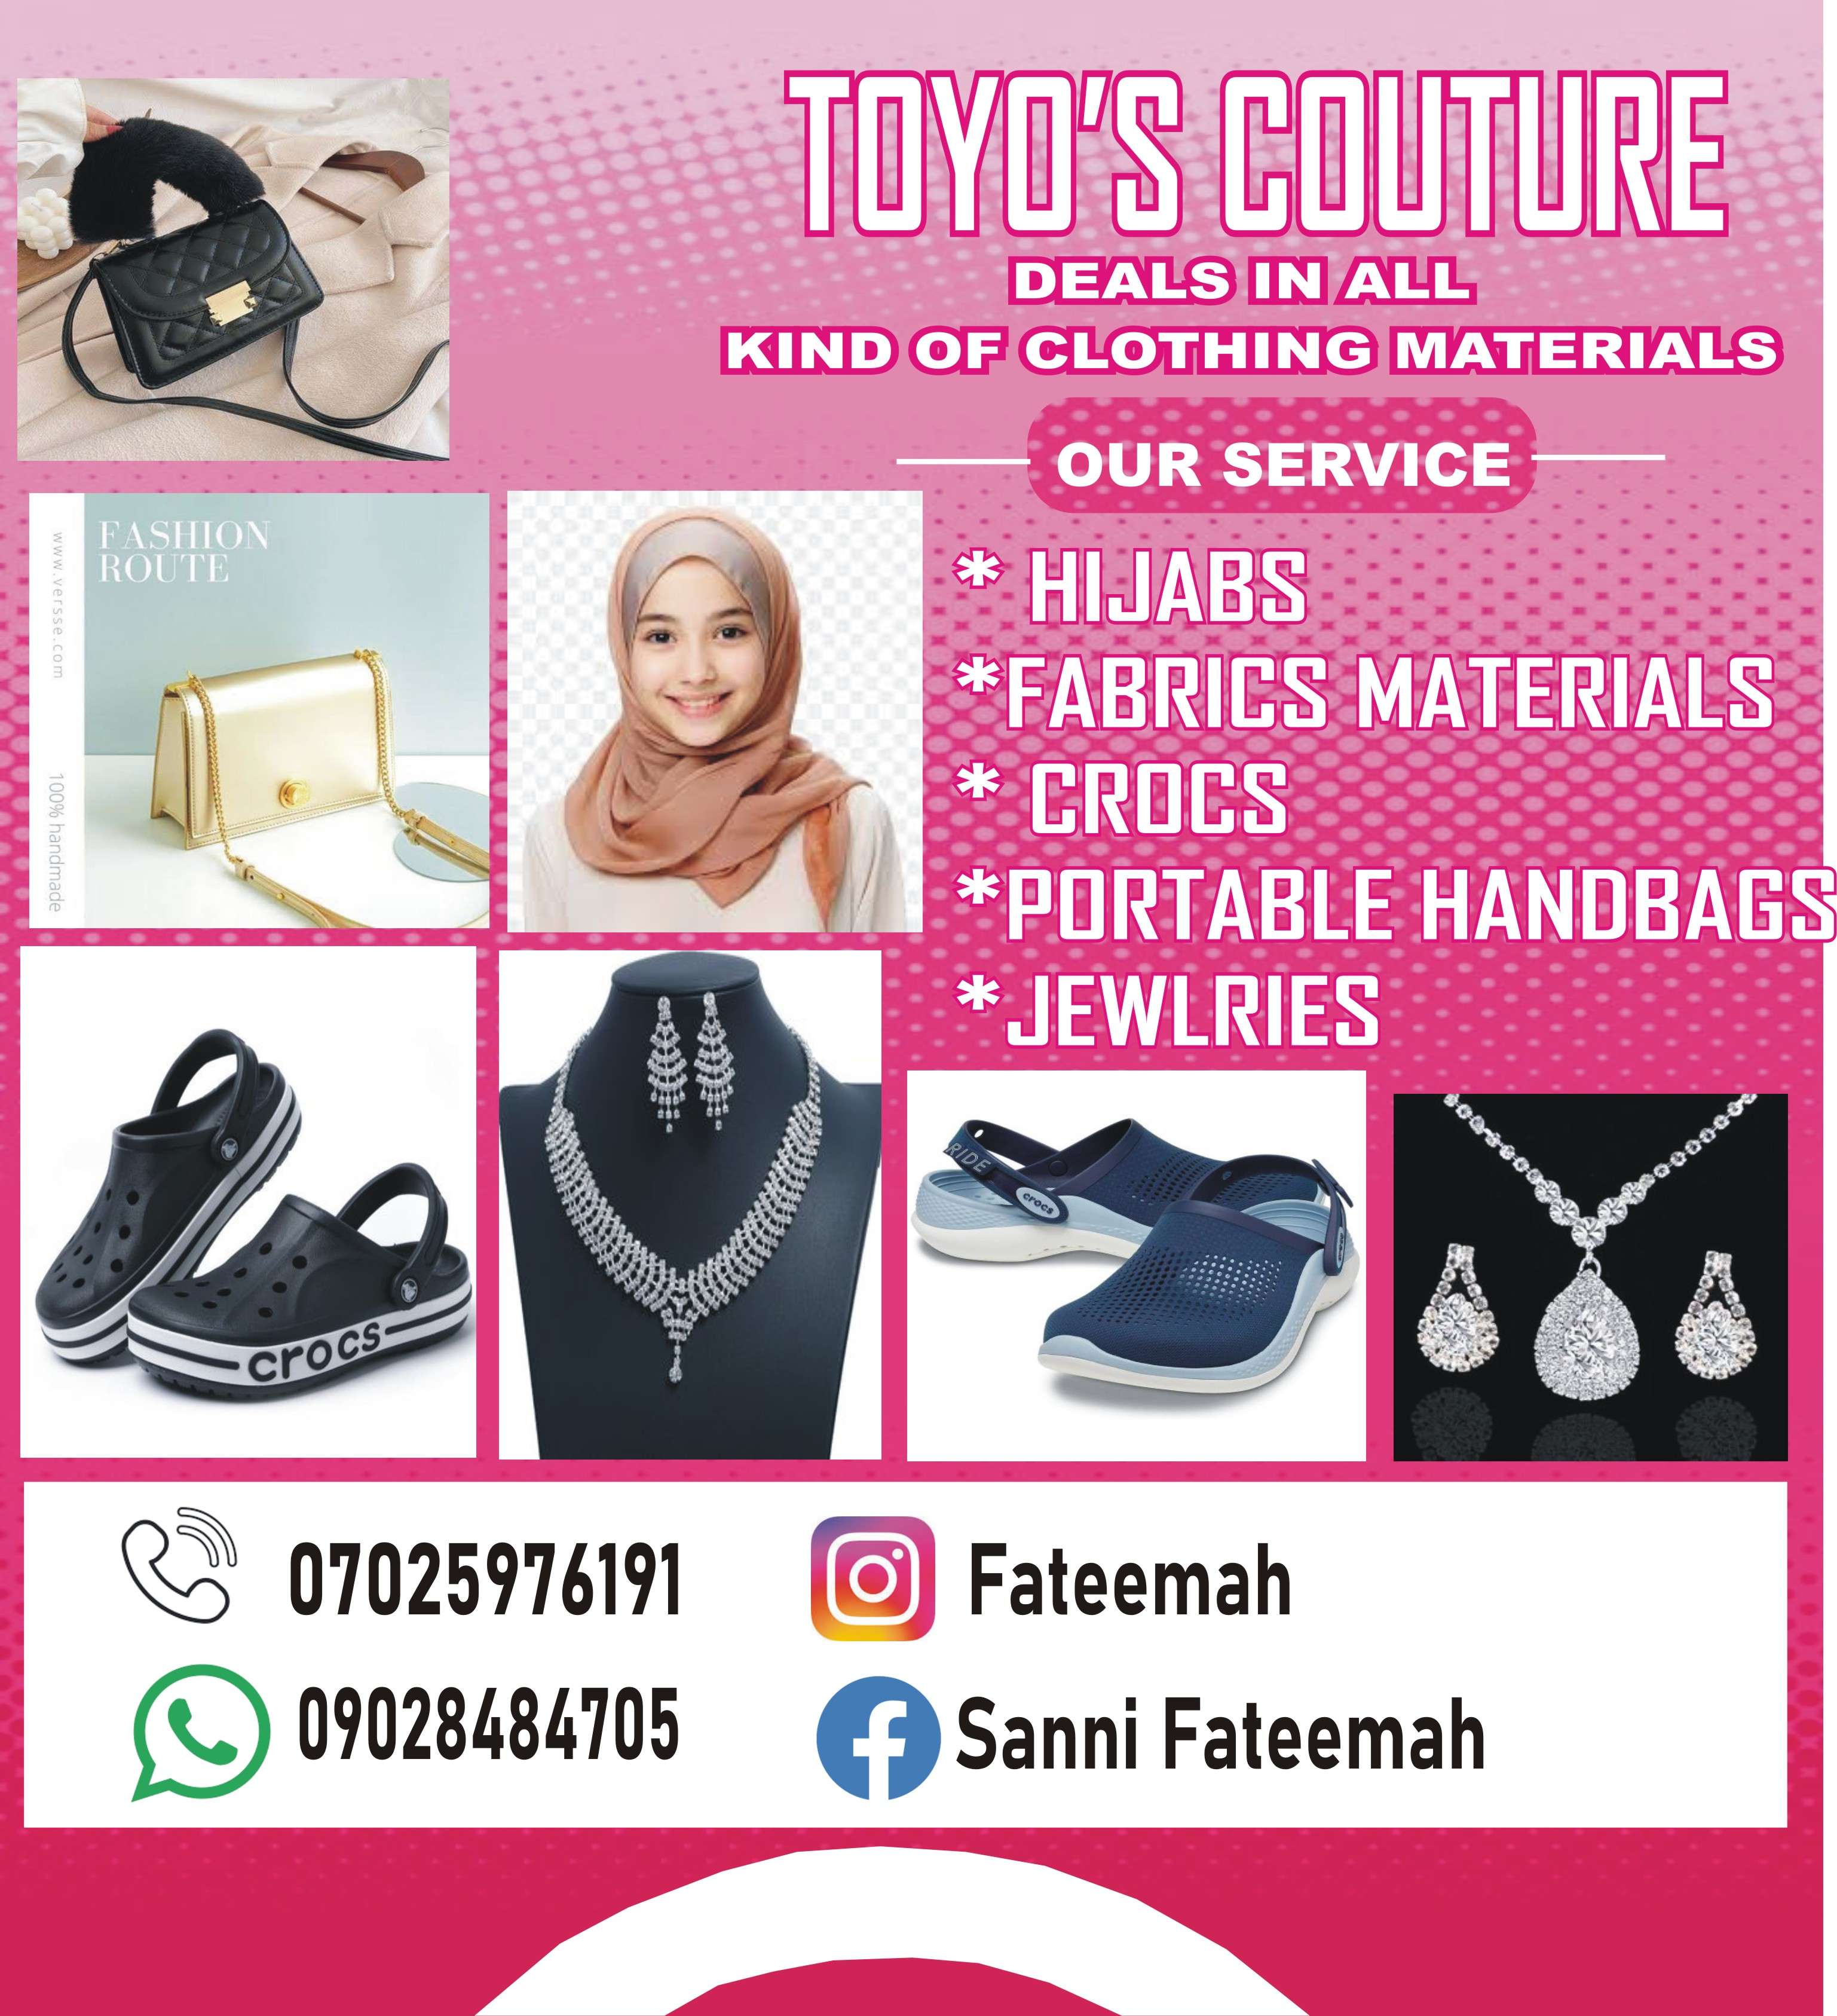 TOYO'S COUTURE
DEALS IN ALL
KIND OF CLOTHING MATERIALS
OUR SERVICE
* HIJABS
*FABRICS MATERIALS
* CROCS
*PORTABLE HANDBAGS
*JEWLRIES
FASHION
ROUTE
www.versse.com
100% handmade
crocs
RIDE
crocs
crocs
07025976191
Fateemah
09028484705
Sanni Fateemah